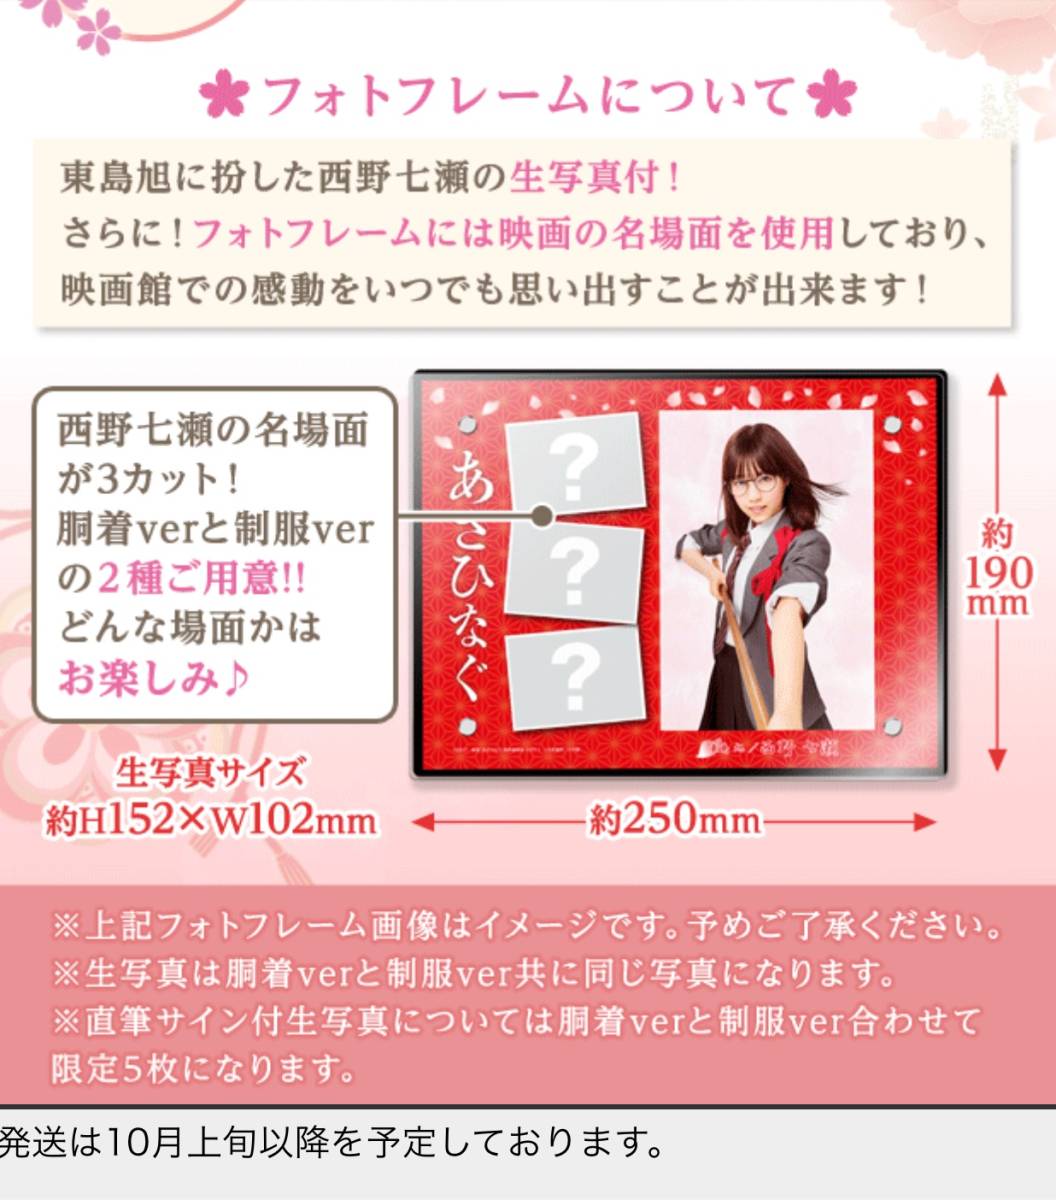 フォトフレームについて
東島旭に扮した西野七瀬の生写真付！
さらに！フォトフレームには映画の名場面を使用しており、
映画館での感動をいつでも思い出すことが出来ます！
西野七瀬の名場面
が3カット！
胴着verと制服ver
の2種ご用意!!
どんな場面かは
お楽しみ♪
あさひなぐ
?
?
?
西野七瀬
約
190
mm
生写真サイズ
約H152×W102mm
約250mm
※上記フォトフレーム画像はイメージです。予めご了承ください。
※生写真は胴着verと制服ver共に同じ写真になります。
※直筆サイン付生写真については胴着verと制服ver合わせて
限定5枚になります。
発送は10月上旬以降を予定しております。